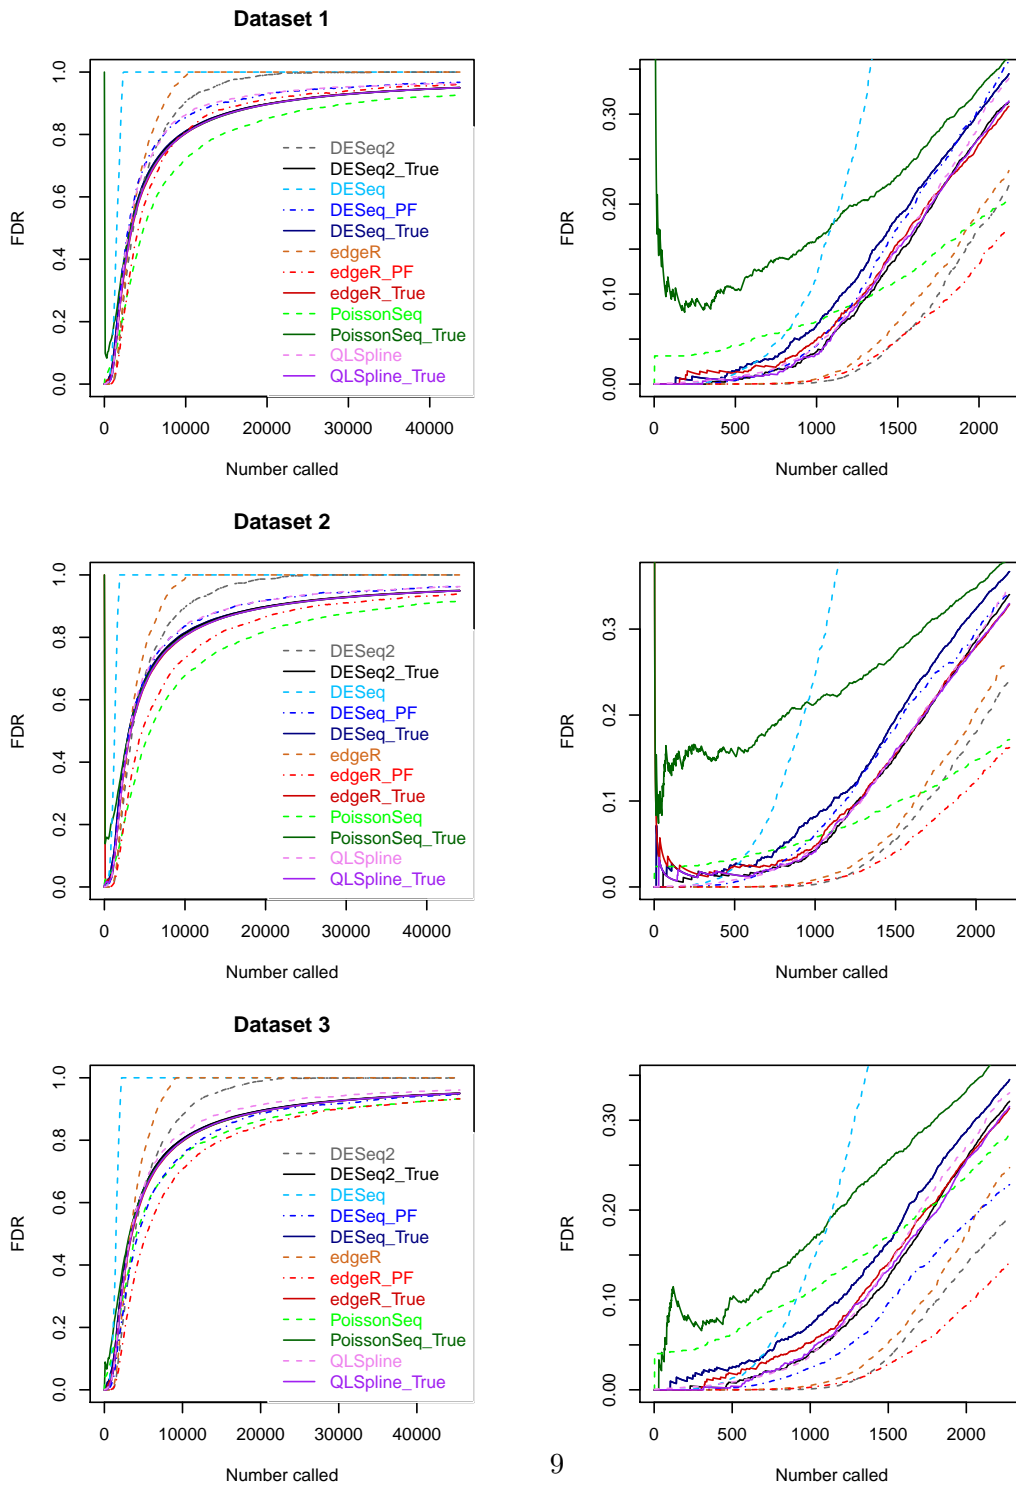 Dataset 1
FDR
0.0 0.2 0.4 0.6 0.8 1.0
DESeq2
DESeq2_True
DESeq
DESeq_PF
DESeq_True
edgeR
edgeR_PF
edgeR_True
PoissonSeq
PoissonSeq_True
QLSpline
QLSpline_True
0 10000 20000 30000 40000
Number called
FDR
0.00 0.10 0.20 0.30
0 500 1000 1500 2000
Number called
Dataset 2
FDR
0.0 0.2 0.4 0.6 0.8 1.0
DESeq2
DESeq2_True
DESeq
DESeq_PF
DESeq_True
edgeR
edgeR_PF
edgeR_True
PoissonSeq
PoissonSeq_True
QLSpline
QLSpline_True
0 10000 20000 30000 40000
Number called
FDR
0.0 0.1 0.2 0.3
0 500 1000 1500 2000
Number called
Dataset 3
FDR
0.0 0.2 0.4 0.6 0.8 1.0
DESeq2
DESeq2_True
DESeq
DESeq_PF
DESeq_True
edgeR
edgeR_PF
edgeR_True
PoissonSeq
PoissonSeq_True
QLSpline
QLSpline_True
0 10000 20000 30000 40000
Number called
FDR
0.00 0.10 0.20 0.30
0 500 1000 1500 2000
Number called
9